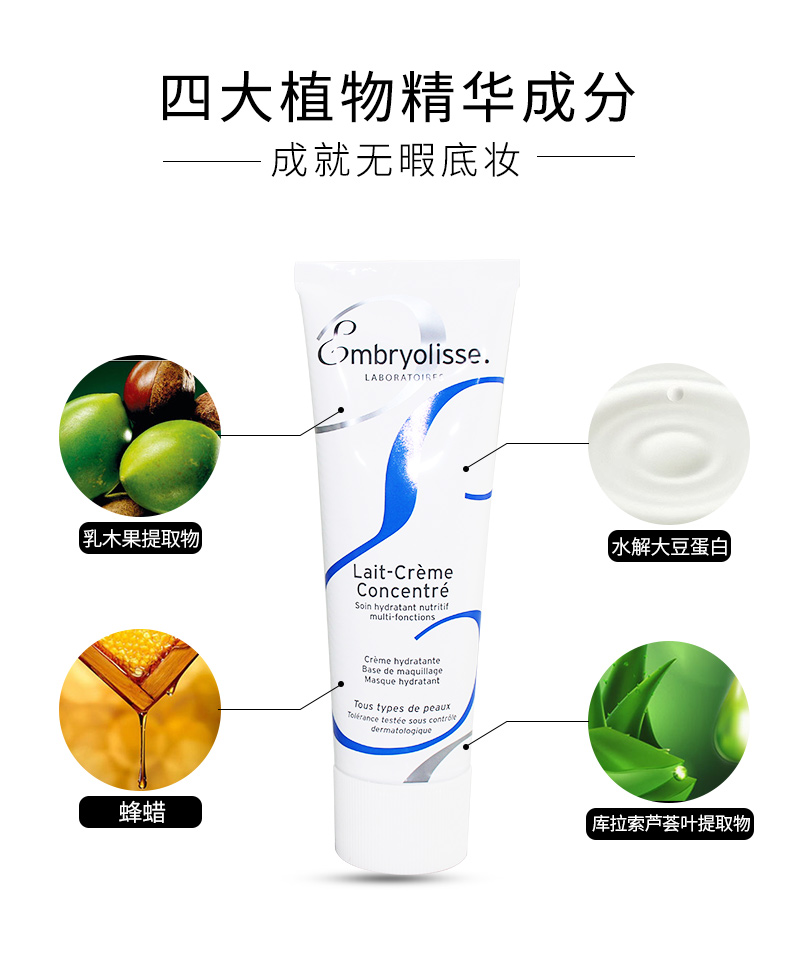 四大植物精华成分
成就无暇底妆
Embryolisse.
LABORATOIRES
乳木果提取物
水解大豆蛋白
Lait-Crème
Concentré
Soin hydratant nutritif
multi-fonctions
Crème hydratante
Base de maquillage
Masque hydratant
Tous types de peaux
Tolérance testée sous contrôle
dermatologique
蜂蜡
库拉索芦荟叶提取物